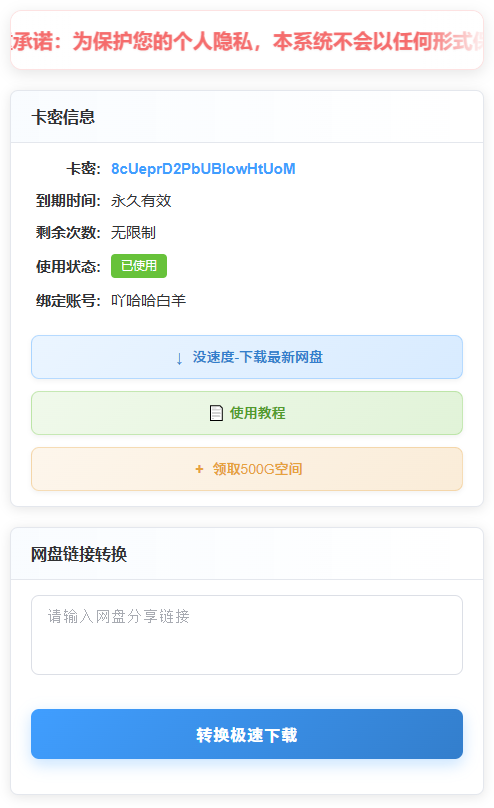 承诺：为保护您的个人隐私，本系统不会以任何形式
卡密信息
卡密： 8cUeprD2PbUBlowHtUoM
到期时间： 永久有效
剩余次数： 无限制
使用状态： 已使用
绑定账号： 吖哈哈白羊
↓ 没速度-下载最新网盘
使用教程
+ 领取500G空间
网盘链接转换
请输入网盘分享链接
转换极速下载